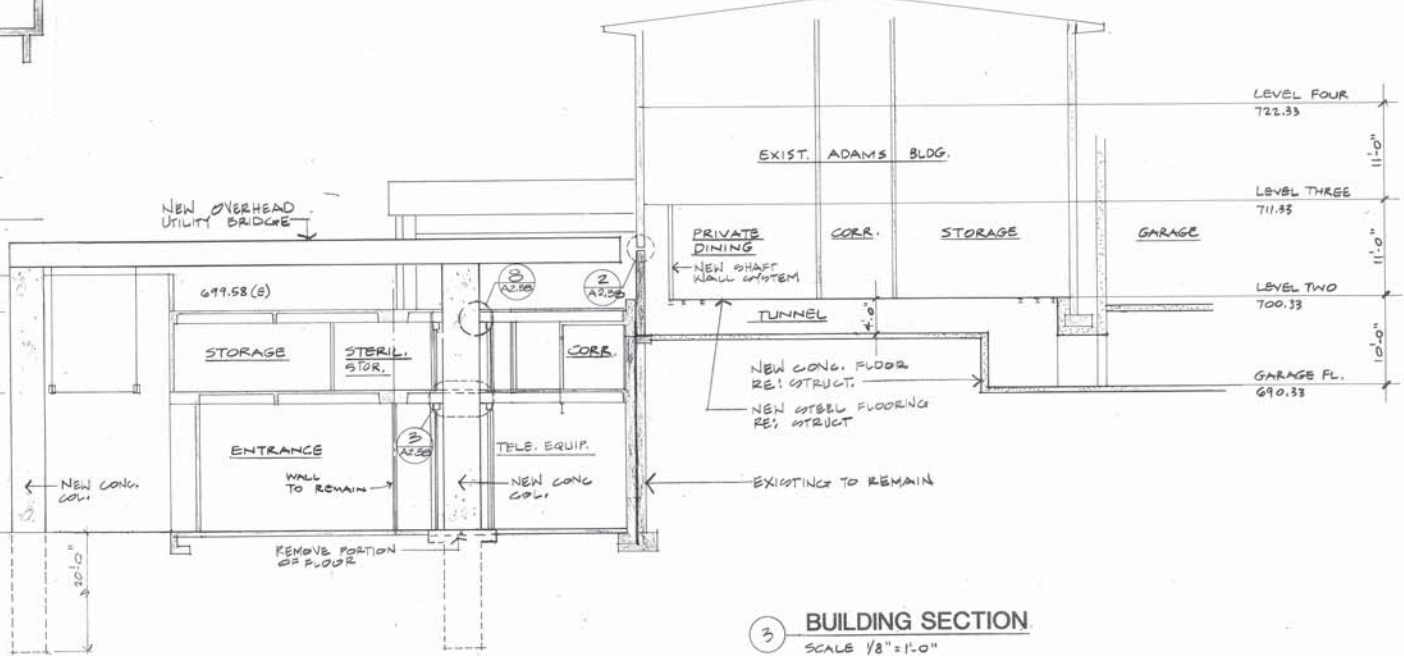 LEVEL FOUR
722.33
11'-0"
EXIST. ADAMS BLDG.
LEVEL THREE
711.33
NEW OVERHEAD
UTILITY BRIDGE
PRIVATE
DINING
CORR.
STORAGE
GARAGE
NEW SHAFT
WALL SYSTEM
11'-0"
699.58 (E)
8
A2.5B
2
A2.5B
LEVEL TWO
700.33
TUNNEL
4'-0"
STORAGE
STERIL.
STOR.
CORR.
10'-0"
NEW CONC. FLOOR
RE: STRUCT.
GARAGE FL.
690.33
NEW STEEL FLOORING
RE: STRUCT
3
A2.5B
ENTRANCE
TELE. EQUIP.
WALL
TO REMAIN
NEW CONC.
COL.
NEW CONC
COL.
EXISTING TO REMAIN
REMOVE PORTION
OF FLOOR
20'-0"
3
BUILDING SECTION
SCALE 1/8" = 1'-0"